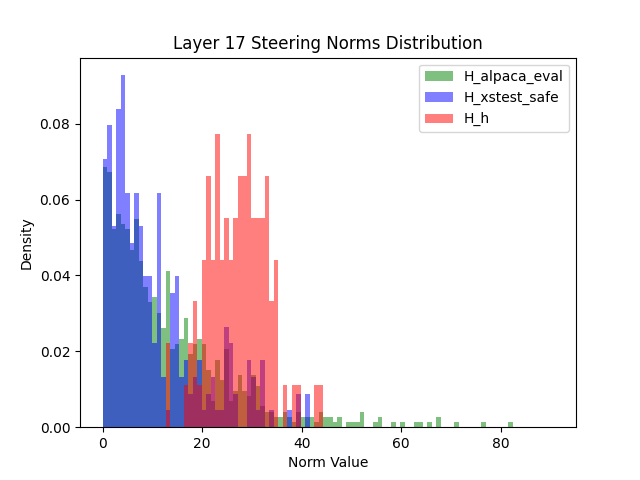 Layer 17 Steering Norms Distribution
H_alpaca_eval
H_xstest_safe
H_h
Density
0.08
0.06
0.04
0.02
0.00
0 20 40 60 80
Norm Value